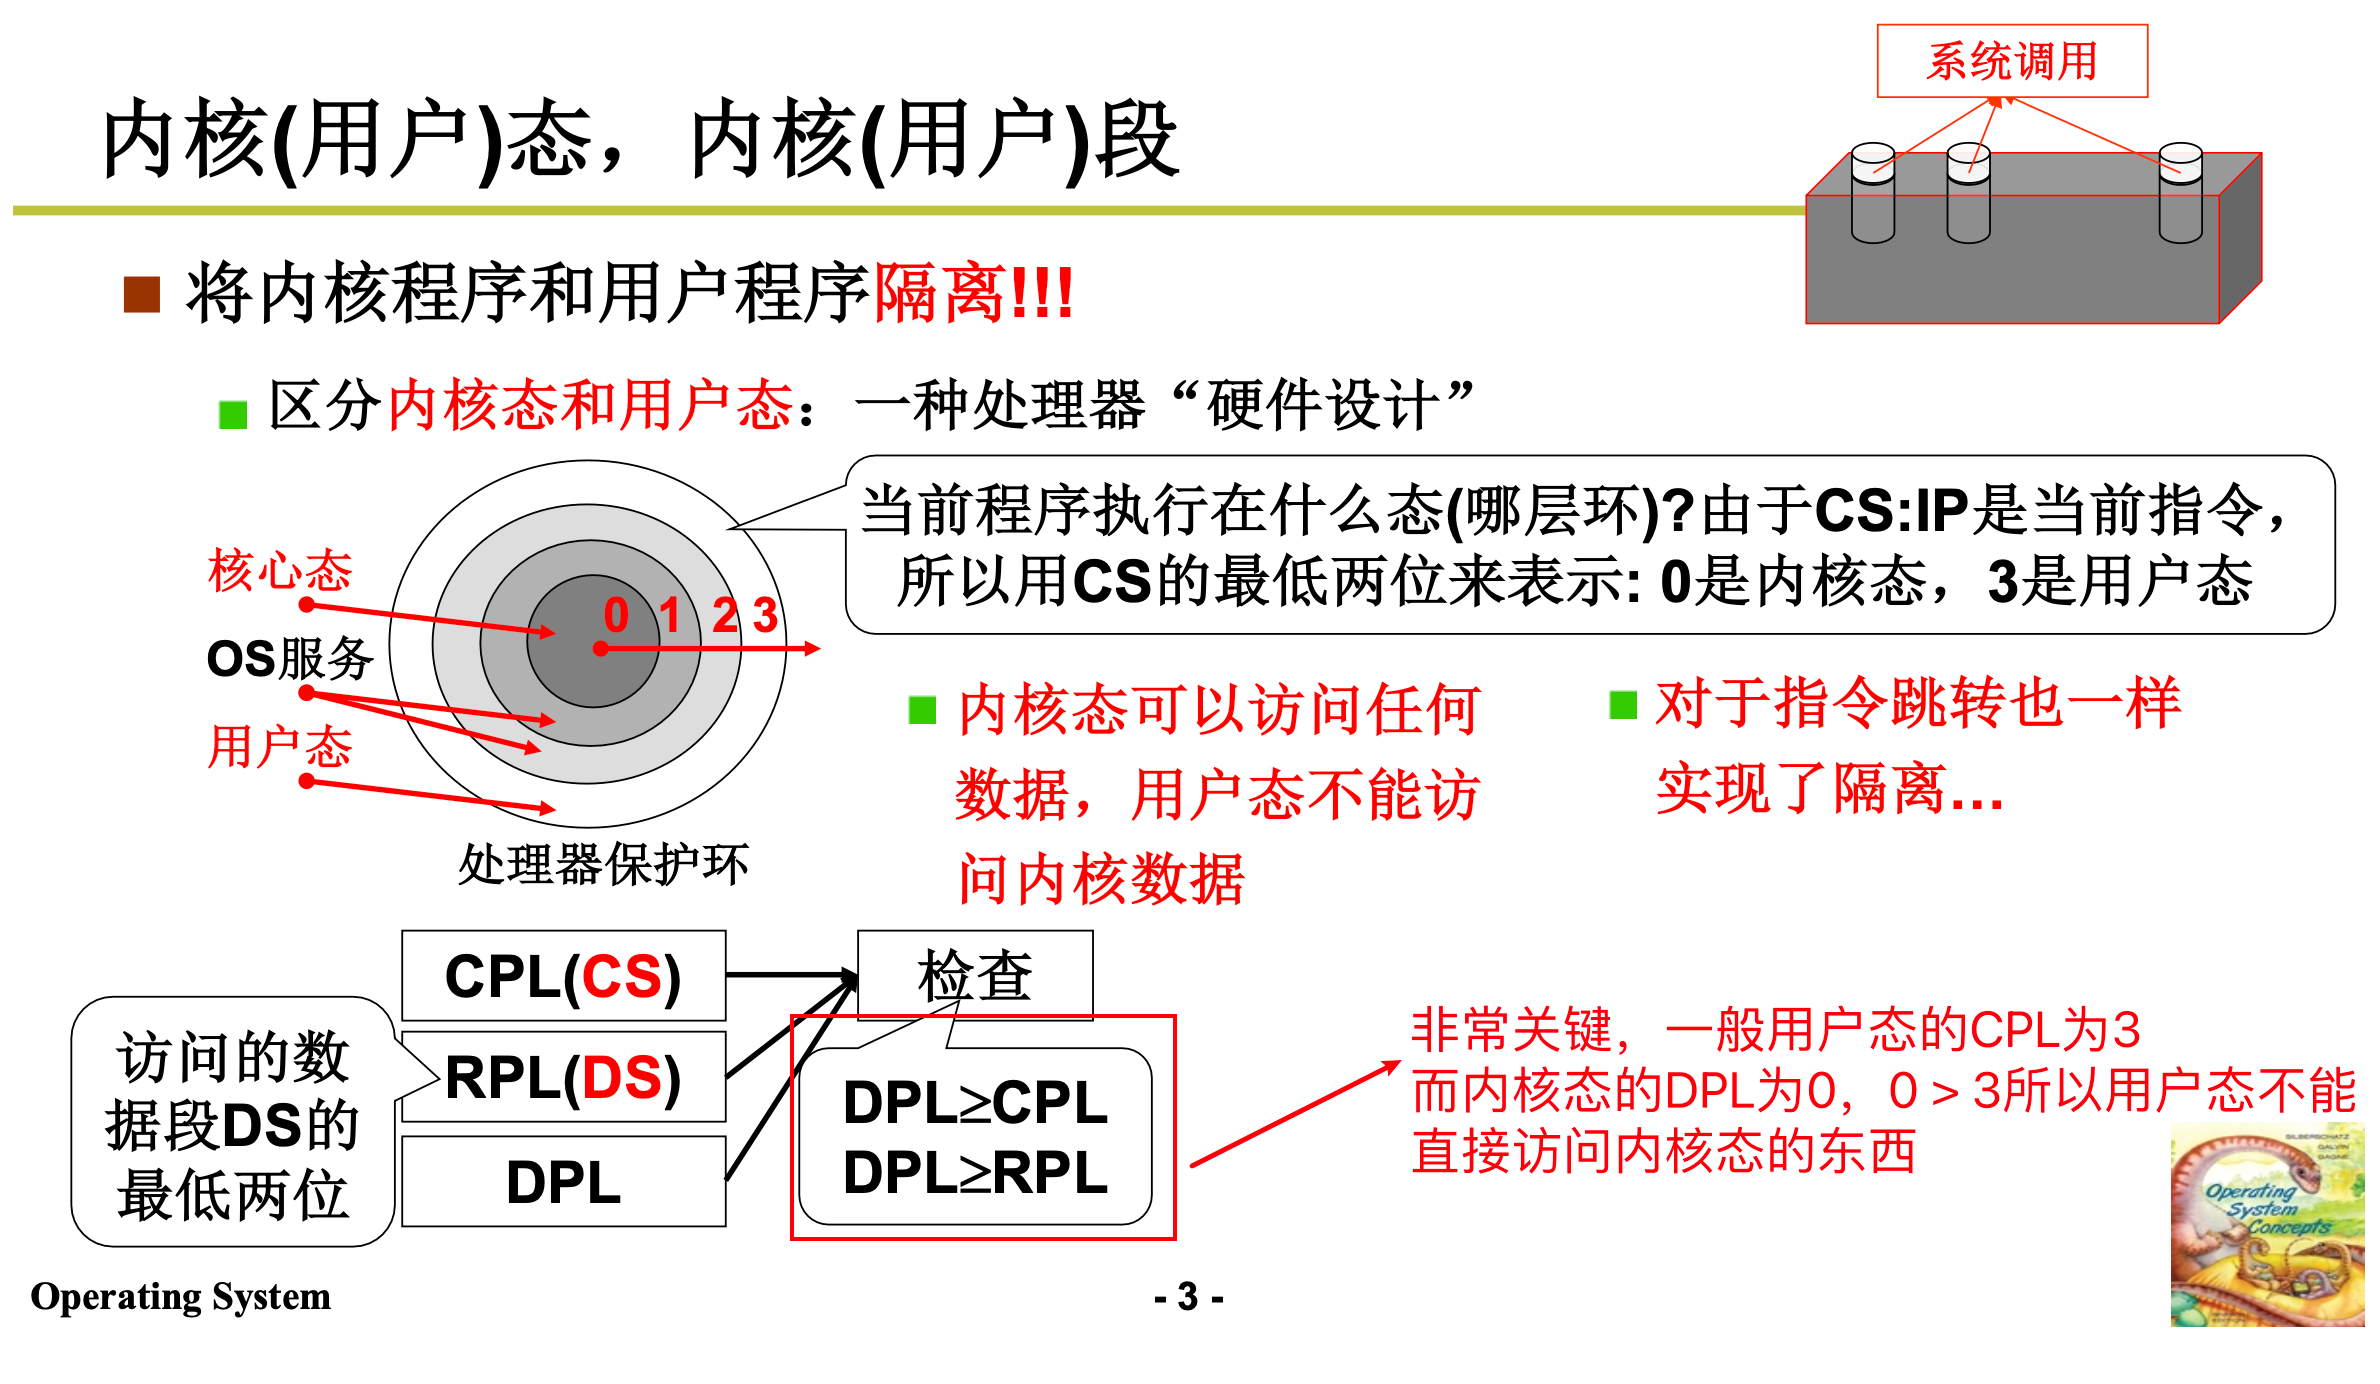 系统调用
内核(用户)态，内核(用户)段
将内核程序和用户程序隔离!!!
区分内核态和用户态：一种处理器“硬件设计”
当前程序执行在什么态(哪层环)?由于CS:IP是当前指令，
所以用CS的最低两位来表示: 0是内核态，3是用户态
核心态
0 1 2 3
OS服务
用户态
处理器保护环
内核态可以访问任何
数据，用户态不能访
问内核数据
对于指令跳转也一样
实现了隔离...
CPL(CS)
检查
访问的数
据段DS的
最低两位
RPL(DS)
DPL
DPL≥CPL
DPL≥RPL
非常关键，一般用户态的CPL为3
而内核态的DPL为0，0 > 3所以用户态不能
直接访问内核态的东西
SILBERSCHATZ
GALVIN
GAGNE
Operating
System
Concepts
Operating System
- 3 -